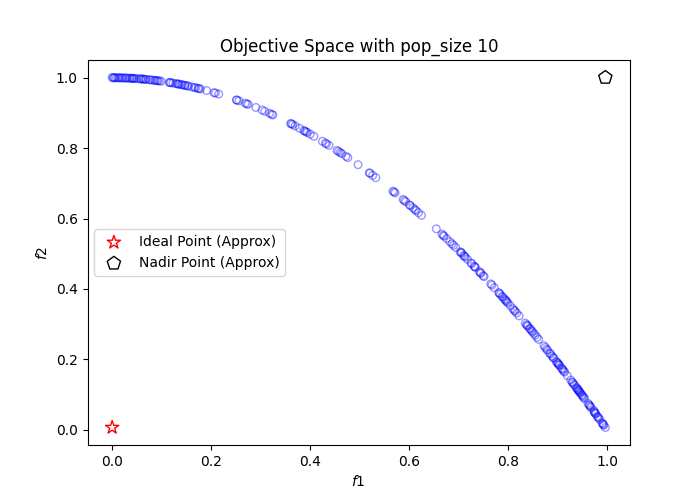 Objective Space with pop_size 10
1.0
0.8
0.6
0.4
0.2
0.0
f2
Ideal Point (Approx)
Nadir Point (Approx)
0.0 0.2 0.4 0.6 0.8 1.0
f1